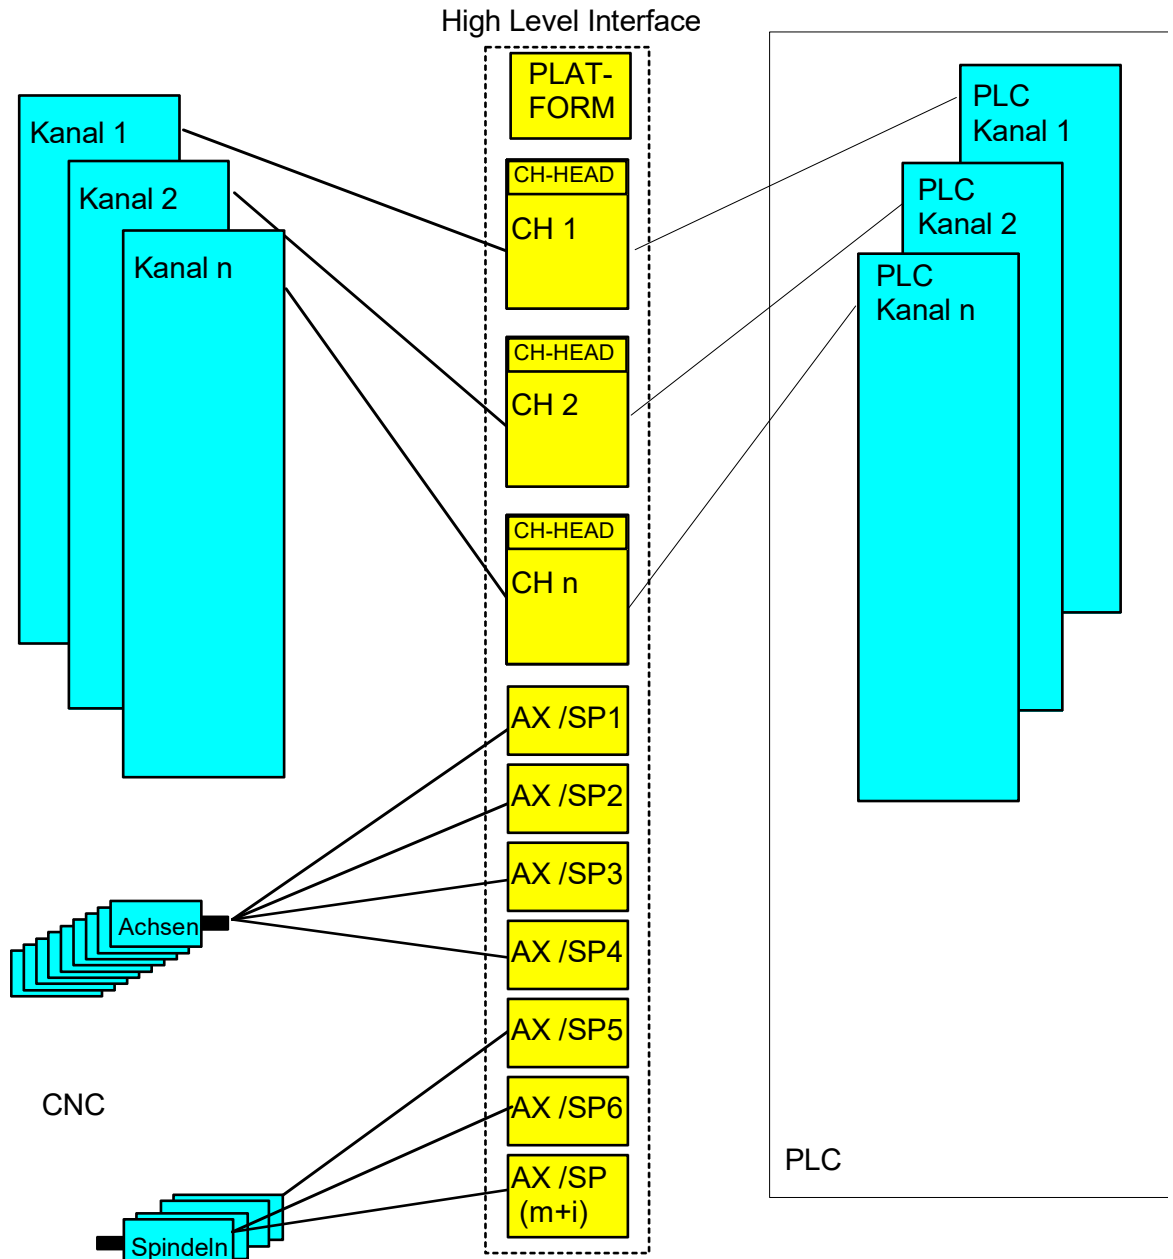 High Level Interface
PLAT-
FORM
Kanal 1
Kanal 2
Kanal n
CH-HEAD
CH 1
CH-HEAD
CH 2
CH-HEAD
CH n
PLC
Kanal 1
PLC
Kanal 2
PLC
Kanal n
AX /SP1
AX /SP2
AX /SP3
AX /SP4
AX /SP5
AX /SP6
AX /SP
(m+i)
Achsen
CNC
Spindeln
PLC